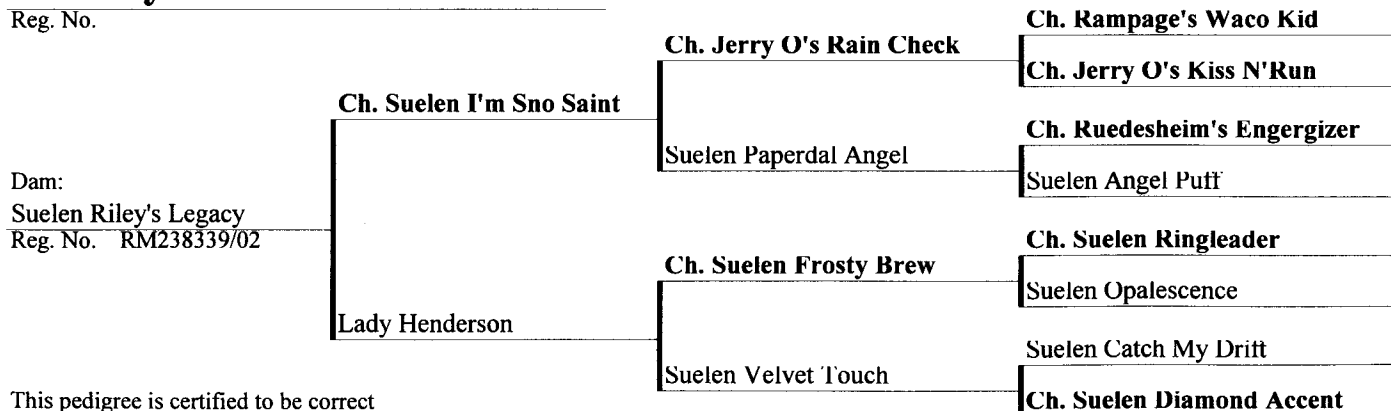 Reg. No.
Ch. Rampage's Waco Kid
Ch. Jerry O's Rain Check
Ch. Jerry O's Kiss N'Run
Ch. Suelen I'm Sno Saint
Ch. Ruedesheim's Engergizer
Suelen Paperdal Angel
Suelen Angel Puff
Dam:
Suelen Riley's Legacy
Reg. No. RM238339/02
Ch. Suelen Ringleader
Ch. Suelen Frosty Brew
Suelen Opalescence
Lady Henderson
Suelen Catch My Drift
Suelen Velvet Touch
Ch. Suelen Diamond Accent
This pedigree is certified to be correct